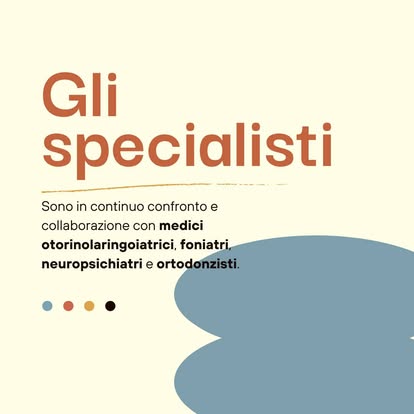 Gli
specialisti
Sono in continuo confronto e
collaborazione con medici
otorinolaringoiatrici, foniatri,
neuropsichiatri e ortodonzisti.